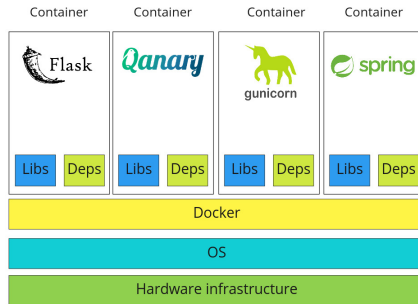 Container Container Container Container
Flask Qanary gunicorn spring
Libs Deps Libs Deps Libs Deps Libs Deps
Docker
OS
Hardware infrastructure